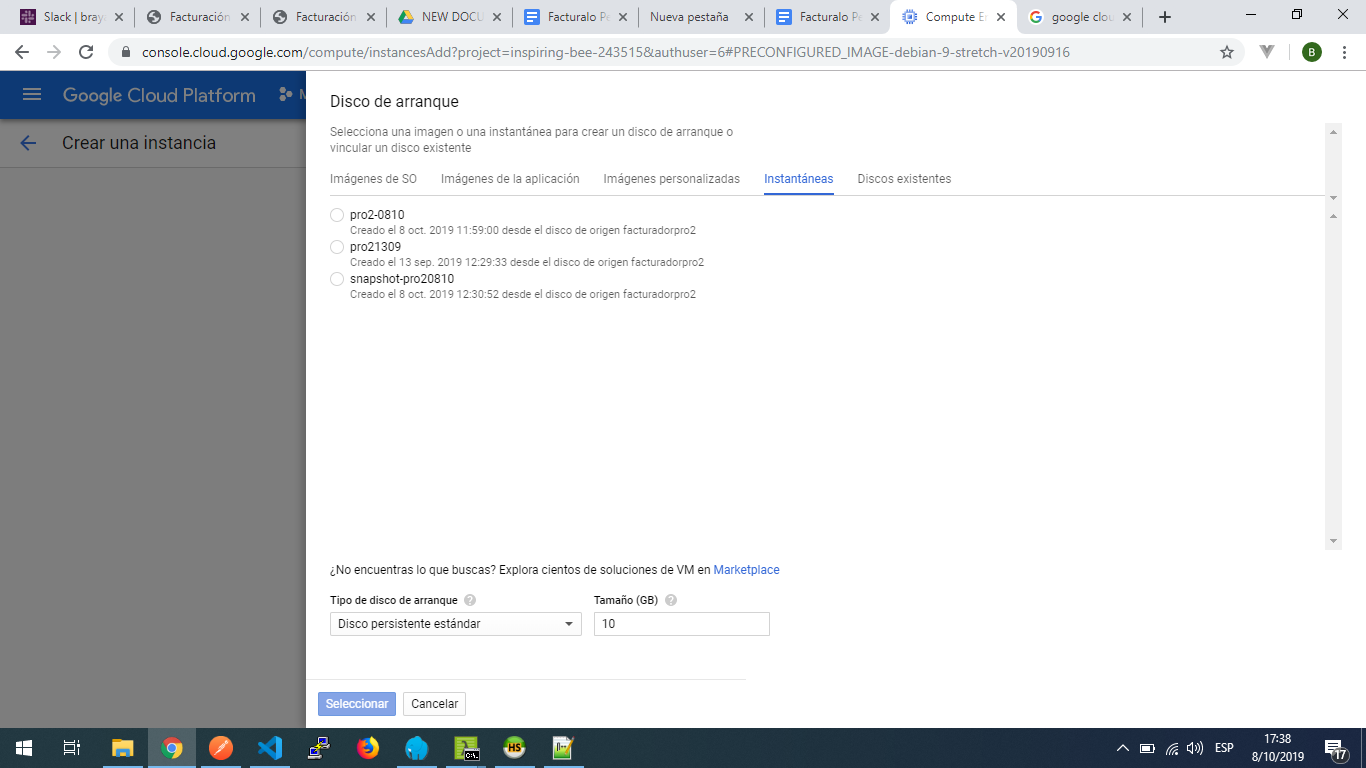 Slack | bray
Facturación
Facturación
NEW DOCU
Facturalo Pe
Nueva pestaña
Facturalo Pe
Compute En
google clou
console.cloud.google.com/compute/instancesAdd?project=inspiring-bee-243515&authuser=6#PRECONFIGURED_IMAGE-debian-9-stretch-v20190916
B
Google Cloud Platform
Crear una instancia
Disco de arranque
Selecciona una imagen o una instantánea para crear un disco de arranque o
vincular un disco existente
Imágenes de SO
Imágenes de la aplicación
Imágenes personalizadas
Instantáneas
Discos existentes
pro2-0810
Creado el 8 oct. 2019 11:59:00 desde el disco de origen facturadorpro2
pro21309
Creado el 13 sep. 2019 12:29:33 desde el disco de origen facturadorpro2
snapshot-pro20810
Creado el 8 oct. 2019 12:30:52 desde el disco de origen facturadorpro2
¿No encuentras lo que buscas? Explora cientos de soluciones de VM en Marketplace
Tipo de disco de arranque
Tamaño (GB)
Disco persistente estándar
10
Seleccionar
Cancelar
HS
ESP
17:38
8/10/2019
17